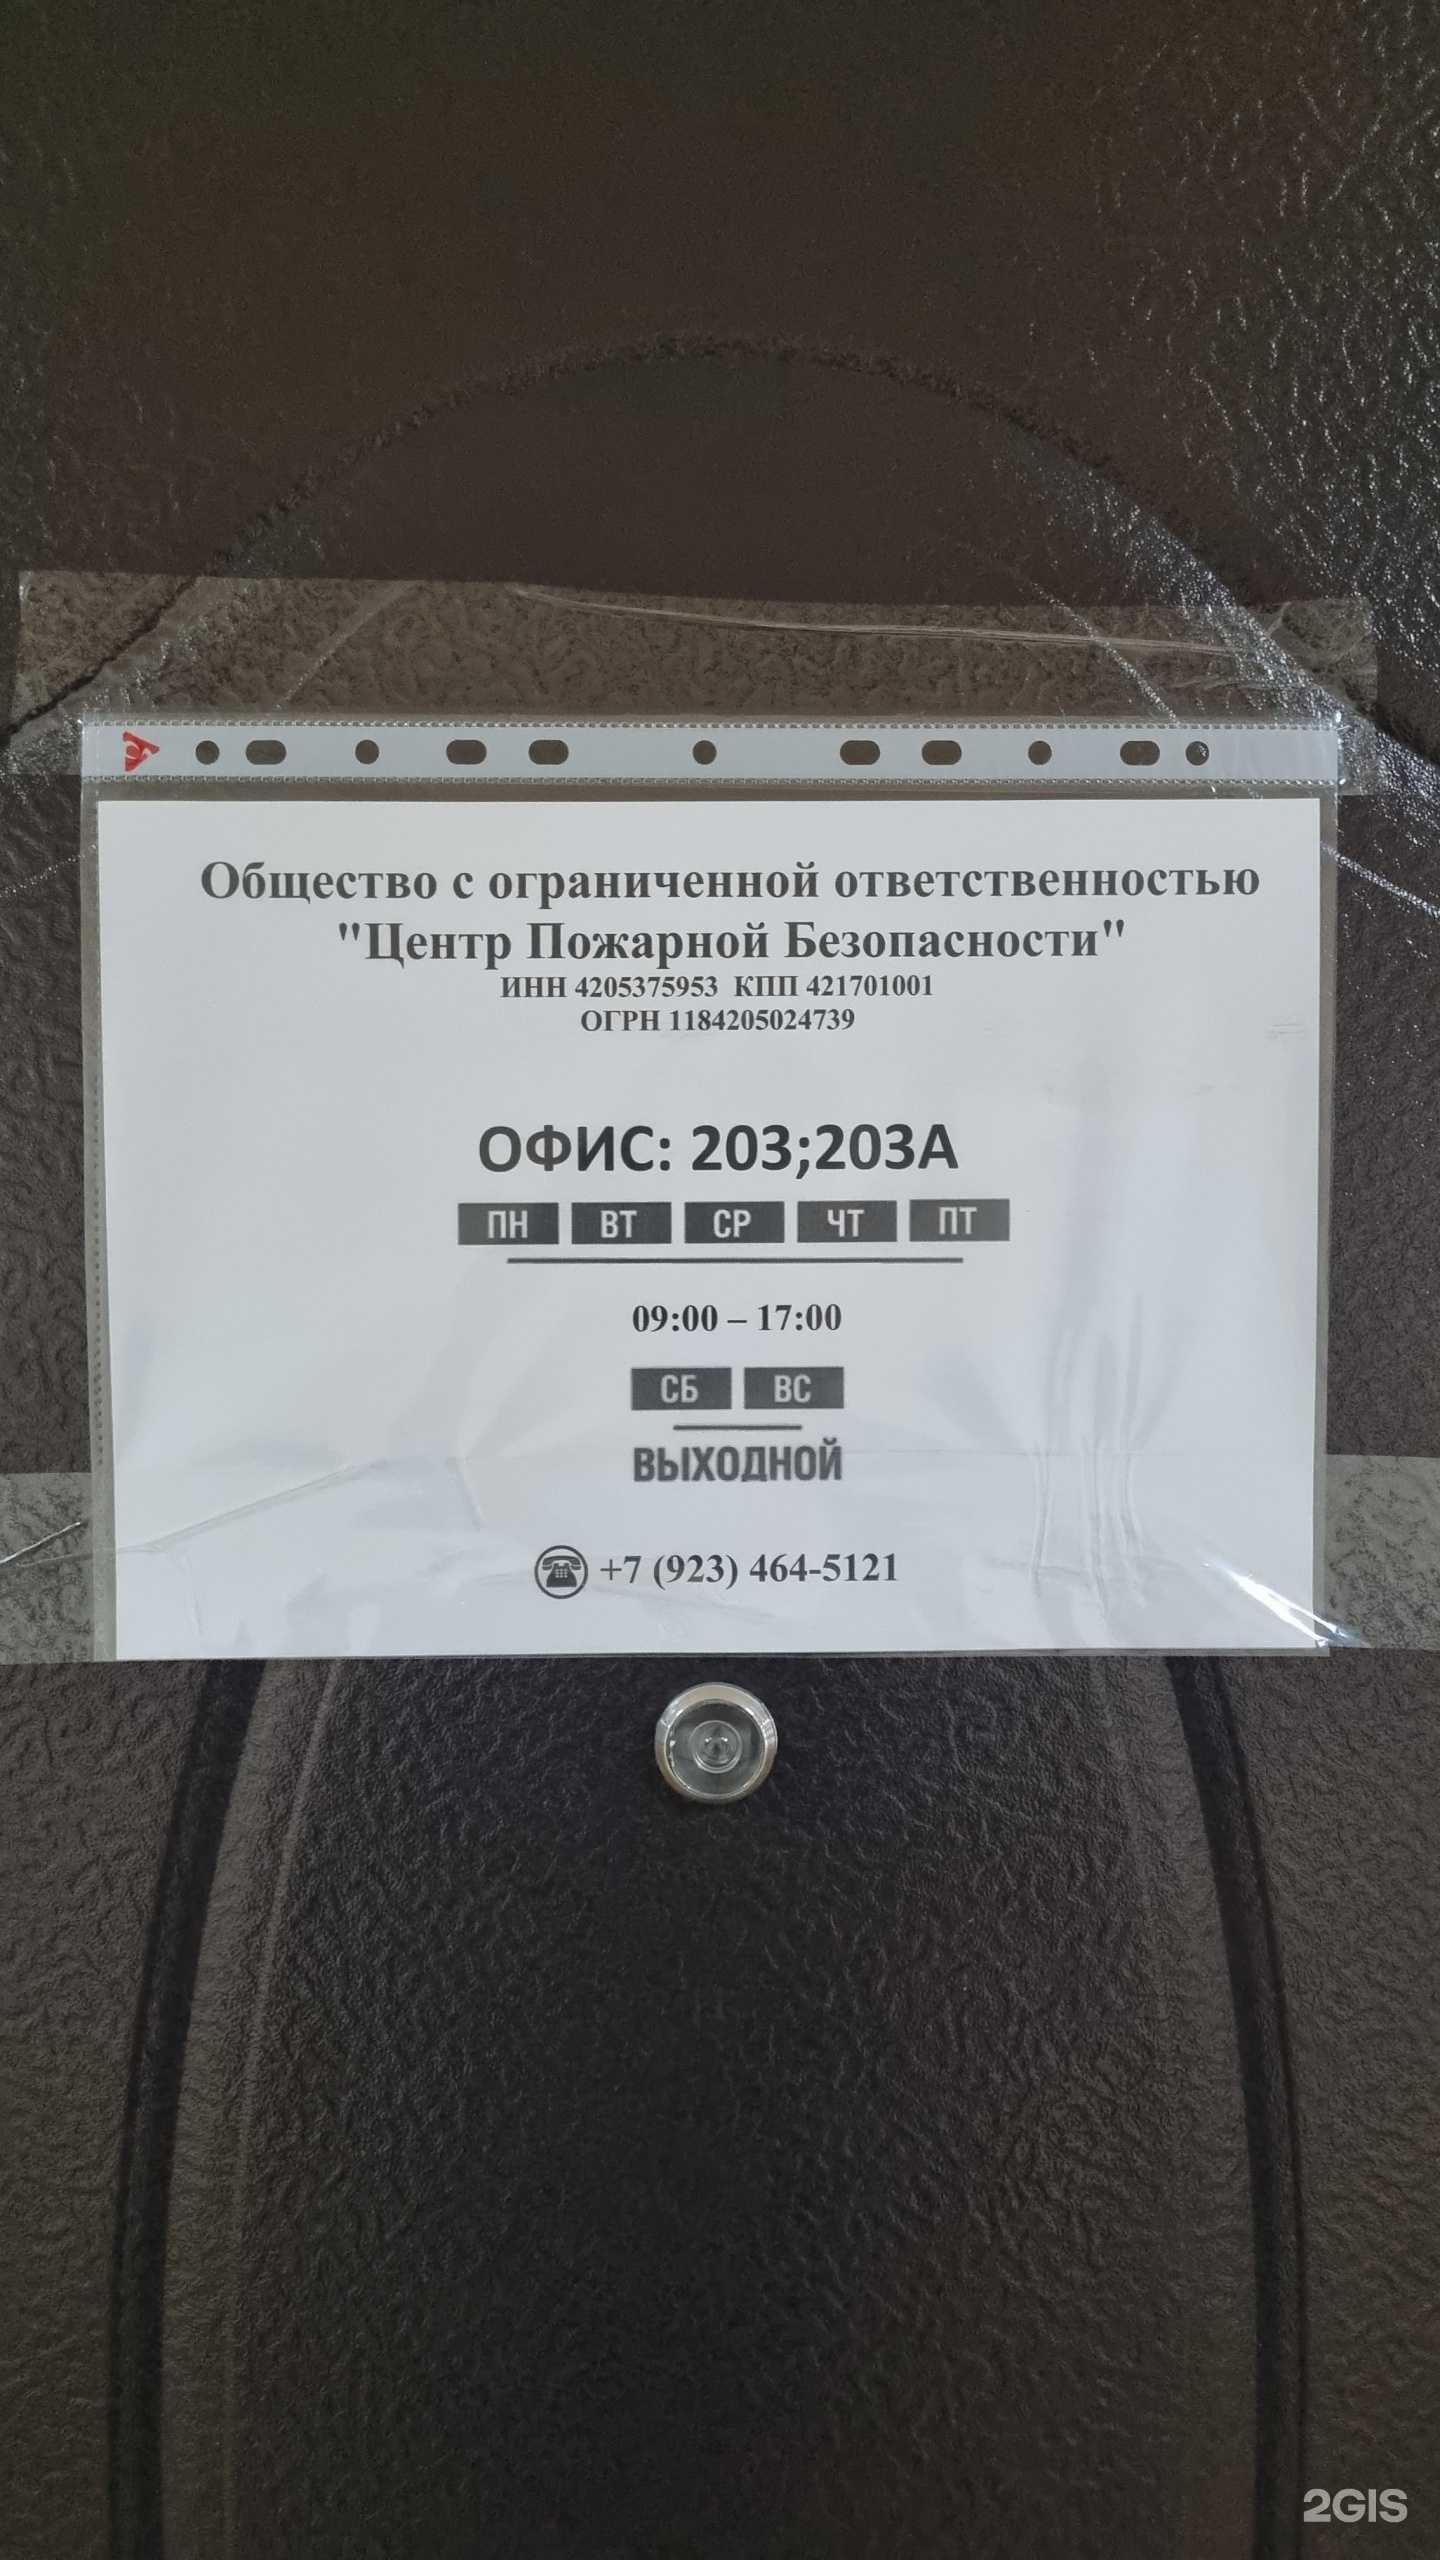 Общество с ограниченной ответственностью
"Центр Пожарной Безопасности"
ИНН 4205375953 КПП 421701001
ОГРН 1184205024739
ОФИС: 203;203А
ПН ВТ СР ЧТ ПТ
09:00 – 17:00
СБ ВС
ВЫХОДНОЙ
+7 (923) 464-5121
2GIS